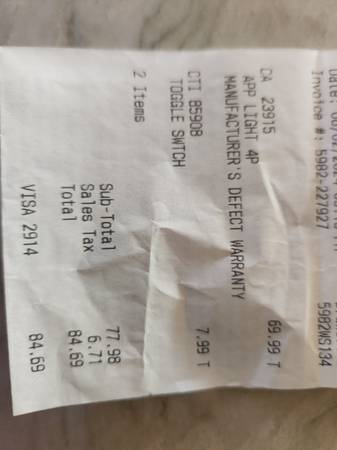 Invoice #: 5982-227927 5982WS134
CA 23915 69.99 T
APP LIGHT 4P
MANUFACTURER'S DEFECT WARRANTY
CTI 85908 7.99 T
TOGGLE SWTCH
2 Items
Sub-Total 77.98
Sales Tax 6.71
Total 84.69
VISA 2914 84.69